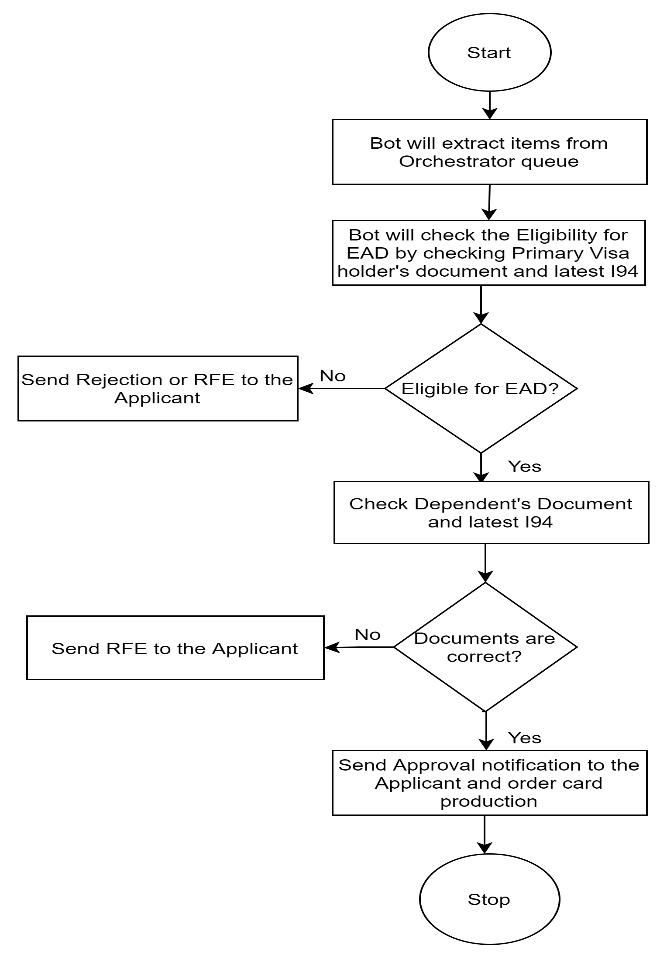 Start
Bot will extract items from
Orchestrator queue
Bot will check the Eligibility for
EAD by checking Primary Visa
holder's document and latest I94
Eligible for EAD?
No
Send Rejection or RFE to the
Applicant
Yes
Check Dependent's Document
and latest I94
Documents are
correct?
No
Send RFE to the Applicant
Yes
Send Approval notification to the
Applicant and order card
production
Stop